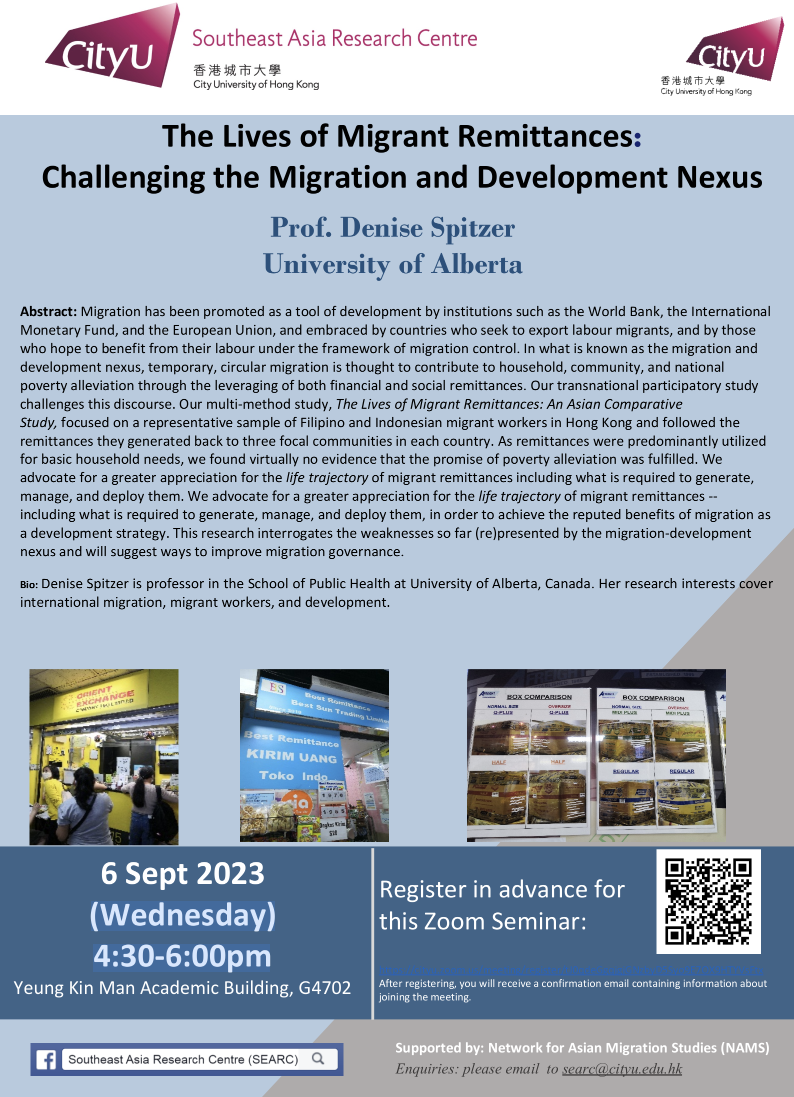 CityU
Southeast Asia Research Centre
香港城市大學
City University of Hong Kong
CityU
香港城市大學
City University of Hong Kong
The Lives of Migrant Remittances:
Challenging the Migration and Development Nexus
Prof. Denise Spitzer
University of Alberta
Abstract: Migration has been promoted as a tool of development by institutions such as the World Bank, the International
Monetary Fund, and the European Union, and embraced by countries who seek to export labour migrants, and by those
who hope to benefit from their labour under the framework of migration control. In what is known as the migration and
development nexus, temporary, circular migration is thought to contribute to household, community, and national
poverty alleviation through the leveraging of both financial and social remittances. Our transnational participatory study
challenges this discourse. Our multi-method study, The Lives of Migrant Remittances: An Asian Comparative
Study, focused on a representative sample of Filipino and Indonesian migrant workers in Hong Kong and followed the
remittances they generated back to three focal communities in each country. As remittances were predominantly utilized
for basic household needs, we found virtually no evidence that the promise of poverty alleviation was fulfilled. We
advocate for a greater appreciation for the life trajectory of migrant remittances including what is required to generate,
manage, and deploy them. We advocate for a greater appreciation for the life trajectory of migrant remittances --
including what is required to generate, manage, and deploy them, in order to achieve the reputed benefits of migration as
a development strategy. This research interrogates the weaknesses so far (re)presented by the migration-development
nexus and will suggest ways to improve migration governance.
Bio: Denise Spitzer is professor in the School of Public Health at University of Alberta, Canada. Her research interests cover
international migration, migrant workers, and development.
ORIENT
EXCHANGE
BS
Best Remittance
Best Sun Trading Limited
Best Remittance
KIRIM UANG
Toko Indo
BOX COMPARISON
NORMAL SIZE OVERSIZE
HALF HALF
BOX COMPARISON
NORMAL SIZE OVERSIZE
MIDI PLUS MIDI PLUS
REGULAR REGULAR
6 Sept 2023
(Wednesday)
4:30-6:00pm
Yeung Kin Man Academic Building, G4702
Register in advance for
this Zoom Seminar:
After registering, you will receive a confirmation email containing information about
joining the meeting.
Southeast Asia Research Centre (SEARC)
Supported by: Network for Asian Migration Studies (NAMS)
Enquiries: please email to searc@cityu.edu.hk